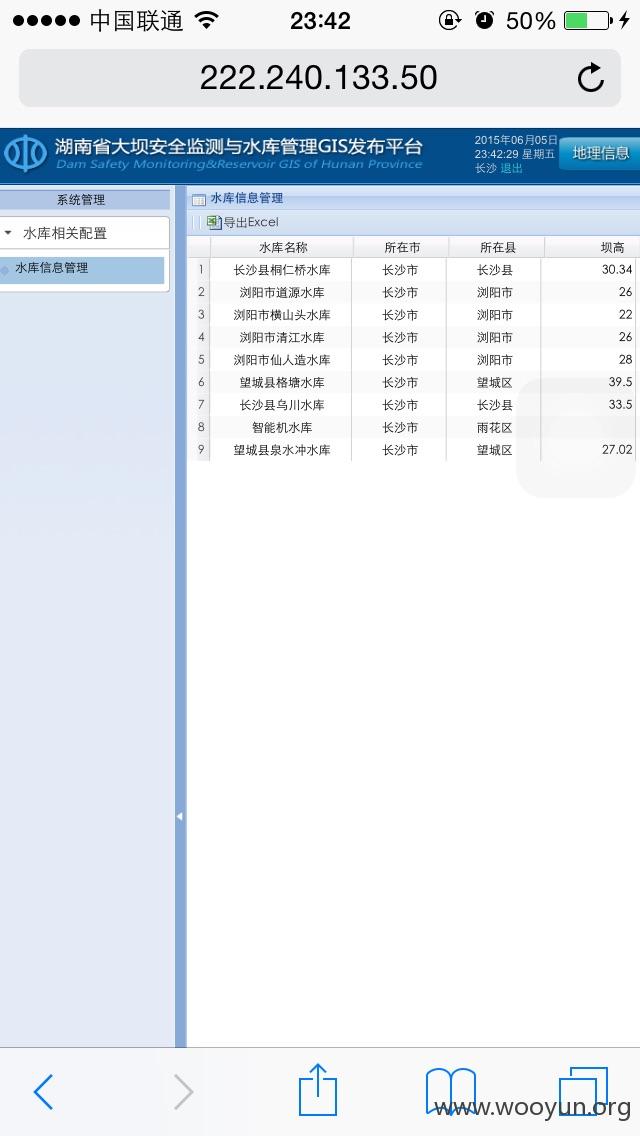 中国联通 23:42 50%
222.240.133.50
湖南省大坝安全监测与水库管理GIS发布平台
Dam Safety Monitoring&Reservoir GIS of Hunan Province
2015年06月05日
23:42:29 星期五
长沙 退出
地理信息
系统管理
水库相关配置
水库信息管理
水库信息管理
导出Excel
水库名称 所在市 所在县 坝高
1 长沙县桐仁桥水库 长沙市 长沙县 30.34
2 浏阳市道源水库 长沙市 浏阳市 26
3 浏阳市横山头水库 长沙市 浏阳市 22
4 浏阳市清江水库 长沙市 浏阳市 26
5 浏阳市仙人造水库 长沙市 浏阳市 28
6 望城县格塘水库 长沙市 望城区 39.5
7 长沙县乌川水库 长沙市 长沙县 33.5
8 智能机水库 长沙市 雨花区
9 望城县泉水冲水库 长沙市 望城区 27.02
www.wooyun.org